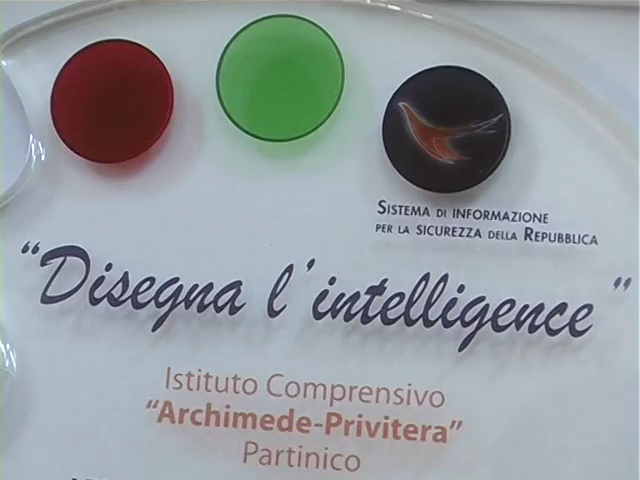 Sistema di informazione
per la sicurezza della Repubblica
"Disegna l'intelligence"
Istituto Comprensivo
"Archimede-Privitera"
Partinico